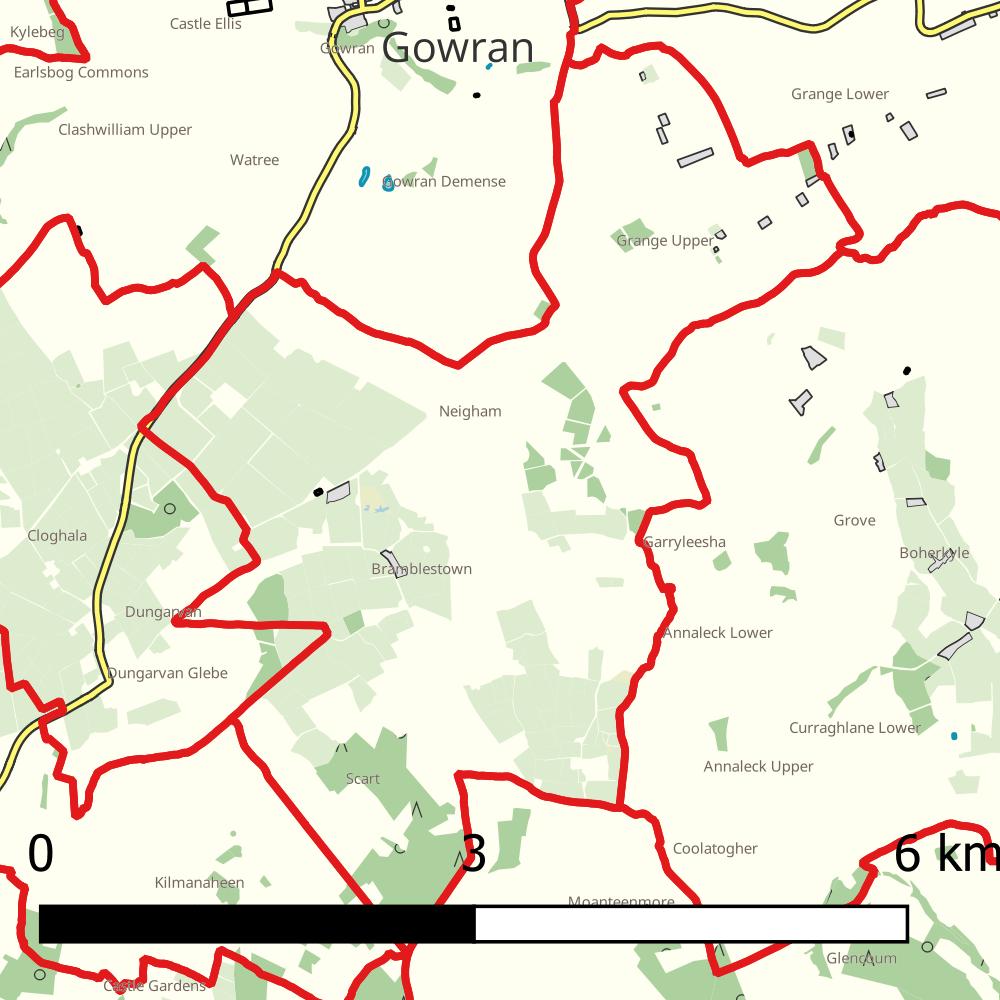 Castle Ellis
Kylebeg
Gowran
Gowran
Earlsbog Commons
Grange Lower
Clashwilliam Upper
Watree
Gowran Demense
Grange Upper
Neigham
Grove
Cloghala
Garryleesha
Boherkyle
Bramblestown
Dungarvan
Annaleck Lower
Dungarvan Glebe
Curraghlane Lower
Annaleck Upper
Scart
Coolatogher
0 3 6 km
Kilmanaheen
Moanteenmore
Glencoum
Castle Gardens